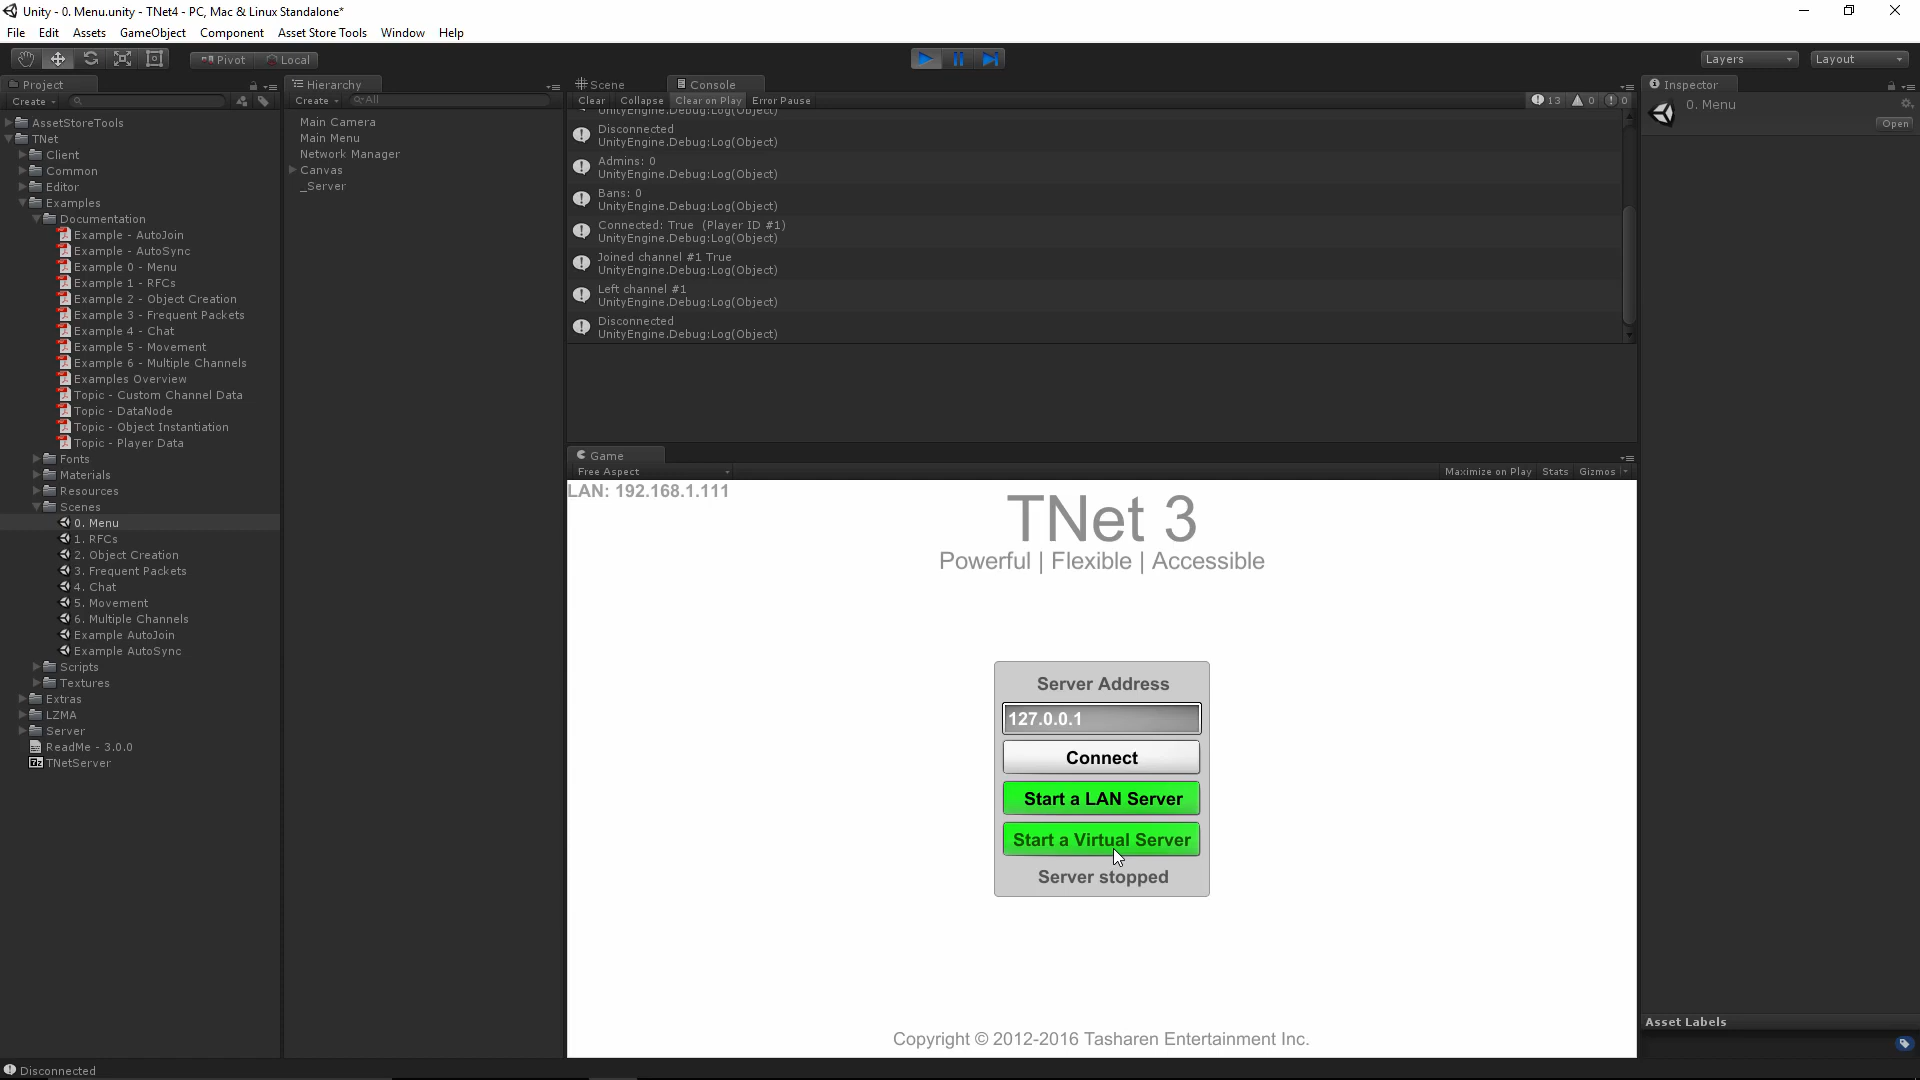 Unity - 0. Menu.unity - TNet4 - PC, Mac & Linux Standalone*
File Edit Assets GameObject Component Asset Store Tools Window Help
Pivot Local Layers Layout
Project
Create
AssetStoreTools
TNet
Client
Common
Editor
Examples
Documentation
Example - AutoJoin
Example - AutoSync
Example 0 - Menu
Example 1 - RFCs
Example 2 - Object Creation
Example 3 - Frequent Packets
Example 4 - Chat
Example 5 - Movement
Example 6 - Multiple Channels
Examples Overview
Topic - Custom Channel Data
Topic - DataNode
Topic - Object Instantiation
Topic - Player Data
Fonts
Materials
Resources
Scenes
0. Menu
1. RFCs
2. Object Creation
3. Frequent Packets
4. Chat
5. Movement
6. Multiple Channels
Example AutoJoin
Example AutoSync
Scripts
Textures
Extras
LZMA
Server
ReadMe - 3.0.0
TNetServer
Hierarchy
Create All
Main Camera
Main Menu
Network Manager
Canvas
_Server
Scene Console
Clear Collapse Clear on Play Error Pause 13 0 0
UnityEngine.Debug:Log(Object)
Disconnected
UnityEngine.Debug:Log(Object)
Admins: 0
UnityEngine.Debug:Log(Object)
Bans: 0
UnityEngine.Debug:Log(Object)
Connected: True (Player ID #1)
UnityEngine.Debug:Log(Object)
Joined channel #1 True
UnityEngine.Debug:Log(Object)
Left channel #1
UnityEngine.Debug:Log(Object)
Disconnected
UnityEngine.Debug:Log(Object)
Game
Free Aspect Maximize on Play Stats Gizmos
LAN: 192.168.1.111
TNet 3
Powerful | Flexible | Accessible
Server Address
127.0.0.1
Connect
Start a LAN Server
Start a Virtual Server
Server stopped
Copyright © 2012-2016 Tasharen Entertainment Inc.
Inspector
0. Menu
Open
Asset Labels
Disconnected